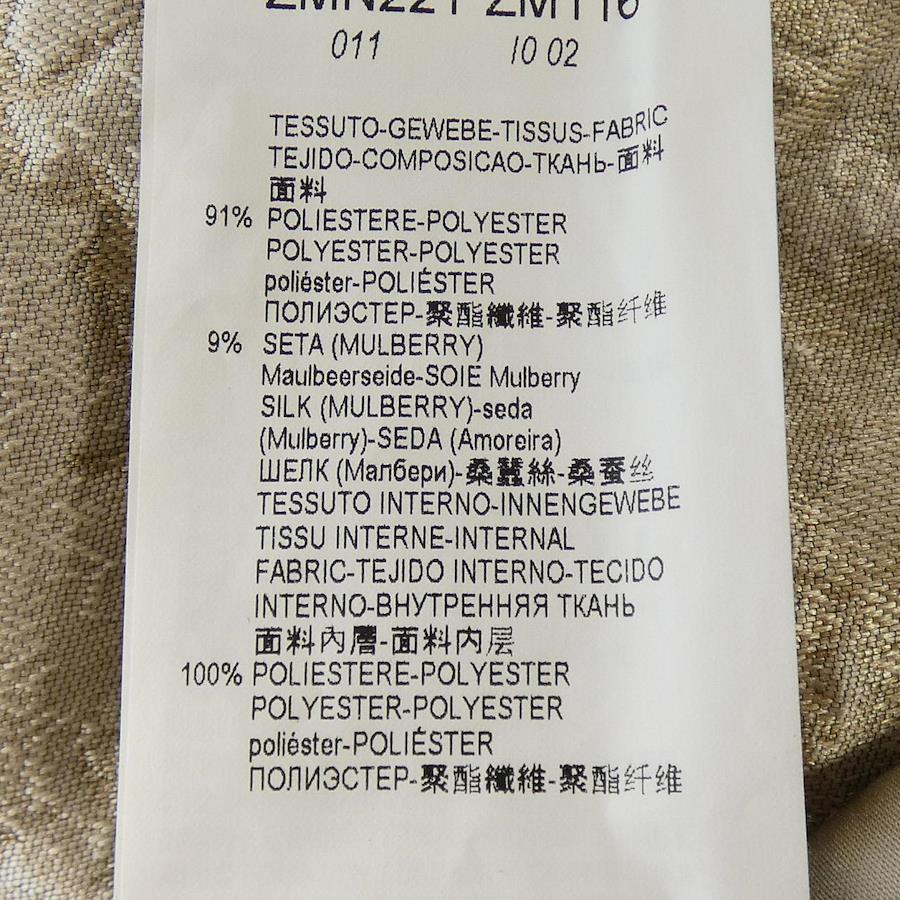 ZMN221 ZMT16
011 10 02
TESSUTO-GEWEBE-TISSUS-FABRIC
TEJIDO-COMPOSICAO-ТКАНЬ-面料
面料
91% POLIESTERE-POLYESTER
POLYESTER-POLYESTER
poliéster-POLIÉSTER
ПОЛИЭСТЕР-聚酯纖維-聚酯纤维
9% SETA (MULBERRY)
Maulbeerseide-SOIE Mulberry
SILK (MULBERRY)-seda
(Mulberry)-SEDA (Amoreira)
ШЕЛК (Малбери)-桑蠶絲-桑蚕丝
TESSUTO INTERNO-INNENGEWEBE
TISSU INTERNE-INTERNAL
FABRIC-TEJIDO INTERNO-TECIDO
INTERNO-ВНУТРЕННЯЯ ТКАНЬ
面料內層-面料内层
100% POLIESTERE-POLYESTER
POLYESTER-POLYESTER
poliéster-POLIÉSTER
ПОЛИЭСТЕР-聚酯纖維-聚酯纤维